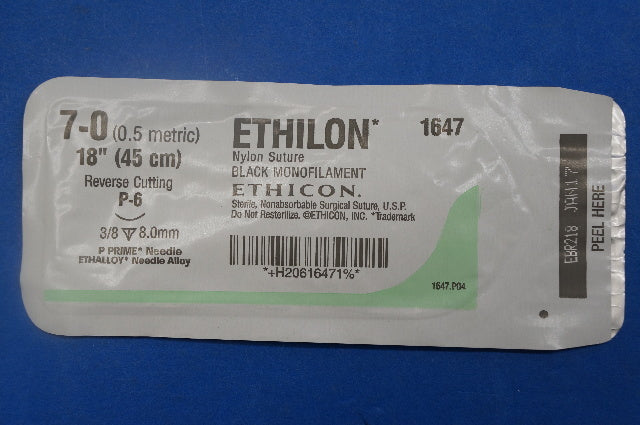 7-0 (0.5 metric)
18" (45 cm)
Reverse Cutting
P-6
3/8 8.0mm
P PRIME* Needle
ETHALLOY* Needle Alloy
ETHILON*
Nylon Suture
BLACK MONOFILAMENT
ETHICON.
Sterile, Nonabsorbable Surgical Suture, U.S.P.
Do Not Resterilize. ©ETHICON, INC. *Trademark
*+H20616471%*
1647
1647.P04
EBR218 JAN17
PEEL HERE